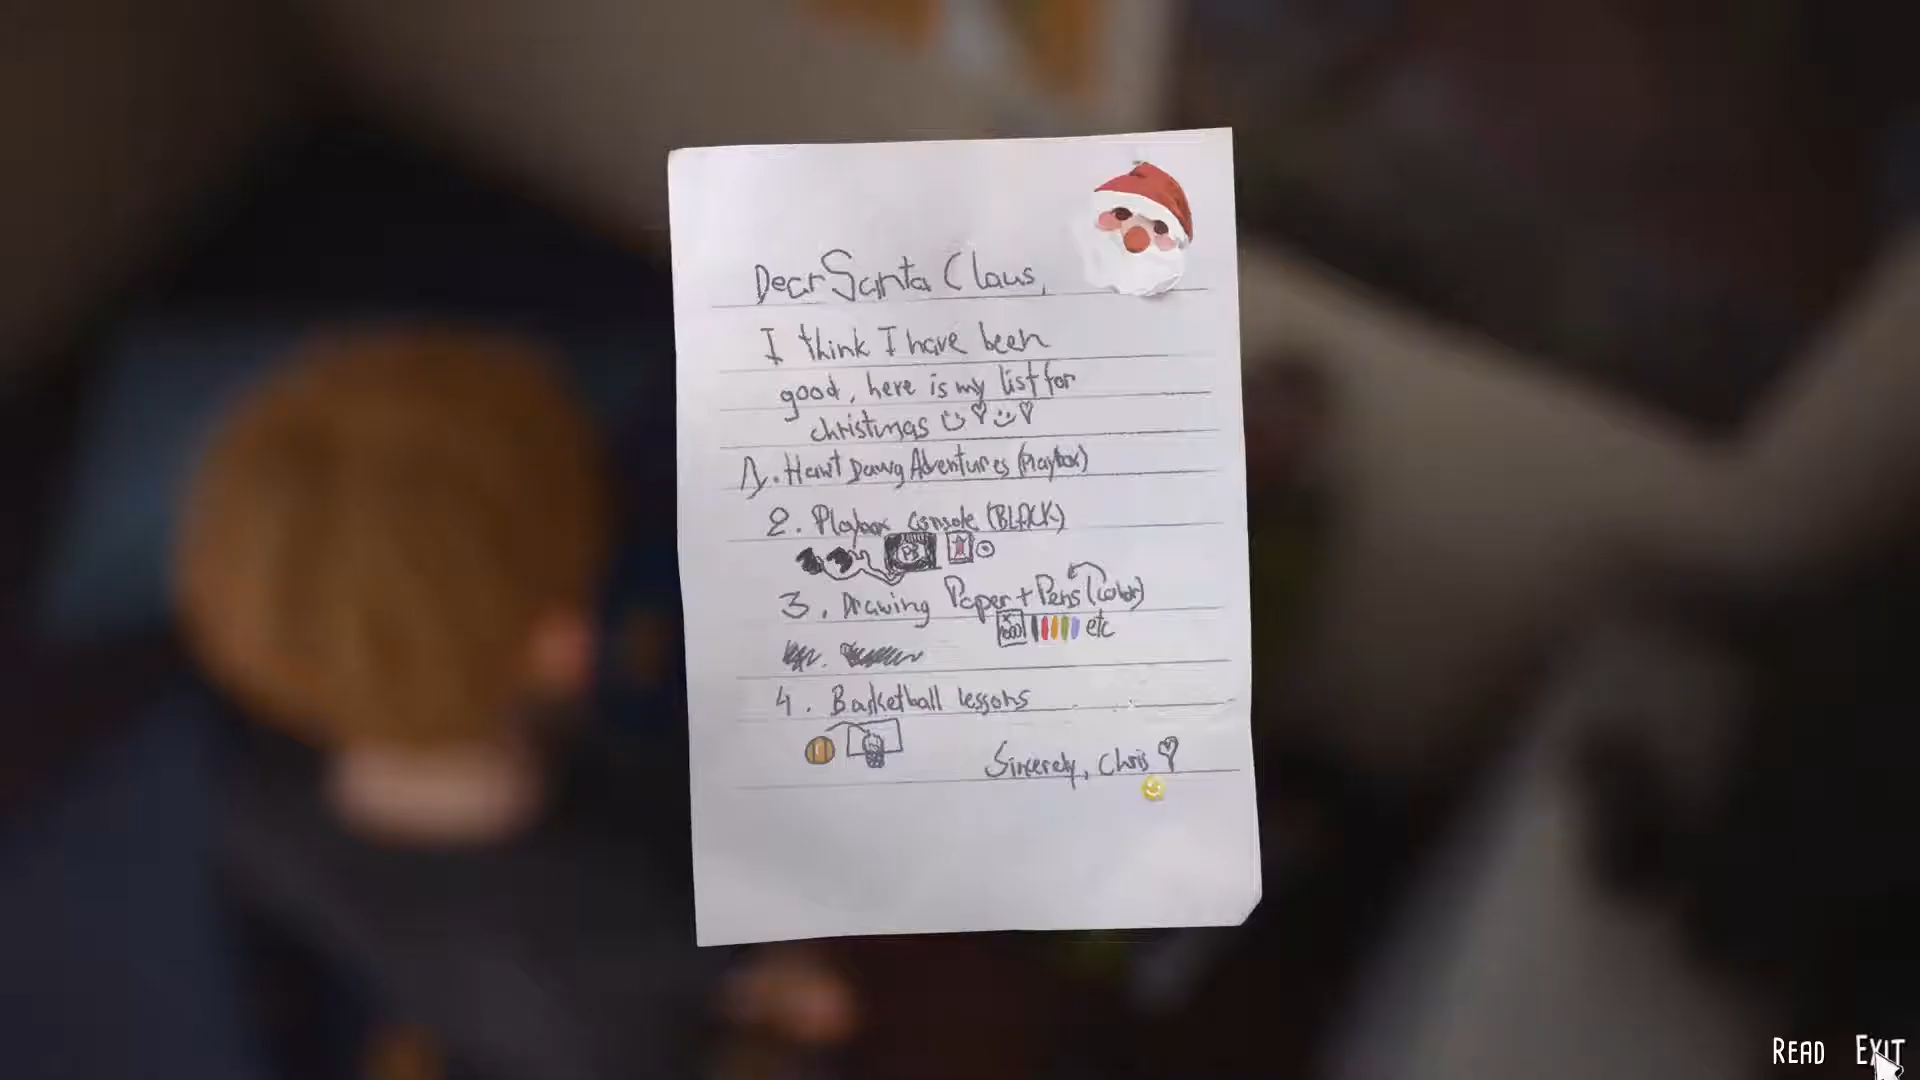 Dear Santa Claus,
I think I have been
good, here is my list for
christmas
1. Hawt Dawg Adventures (Playbox)
2. Playbox console (BLACK)
PB
3. Drawing Paper + Pens (color)
etc
4. Basketball lessons
Sincerely, Chris
READ EXIT